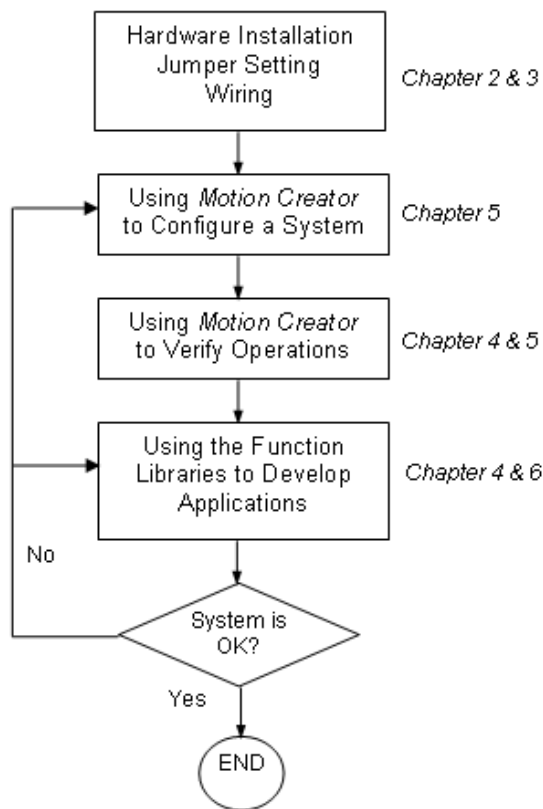 Hardware Installation
Jumper Setting
Wiring
Chapter 2 & 3
Using Motion Creator
to Configure a System
Chapter 5
Using Motion Creator
to Verify Operations
Chapter 4 & 5
Using the Function
Libraries to Develop
Applications
Chapter 4 & 6
No
System is
OK?
Yes
END